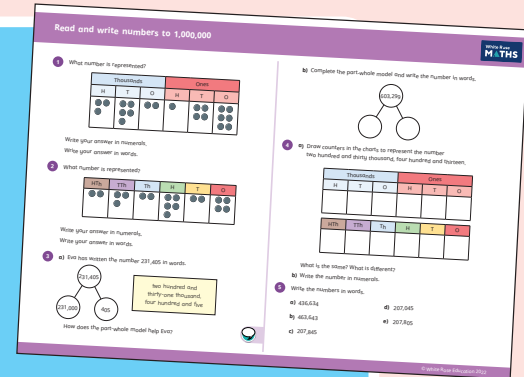 Read and write numbers to 1,000,000
White Rose
MATHS
1 What number is represented?
Thousands Ones
H T O H T O
Write your answer in numerals.
Write your answer in words.
2 What number is represented?
HTh TTh Th H T O
Write your answer in numerals.
Write your answer in words.
3 a) Eva has written the number 231,405 in words.
231,405
231,000 405
two hundred and
thirty-one thousand,
four hundred and five
How does the part-whole model help Eva?
b) Complete the part-whole model and write the number in words.
603,290
4 a) Draw counters in the charts to represent the number
two hundred and thirty thousand, four hundred and thirteen.
Thousands Ones
H T O H T O
HTh TTh Th H T O
What is the same? What is different?
b) Write the number in numerals.
5 Write the numbers in words.
a) 436,634 d) 207,045
b) 463,643 e) 207,805
c) 207,845
© White Rose Education 2022